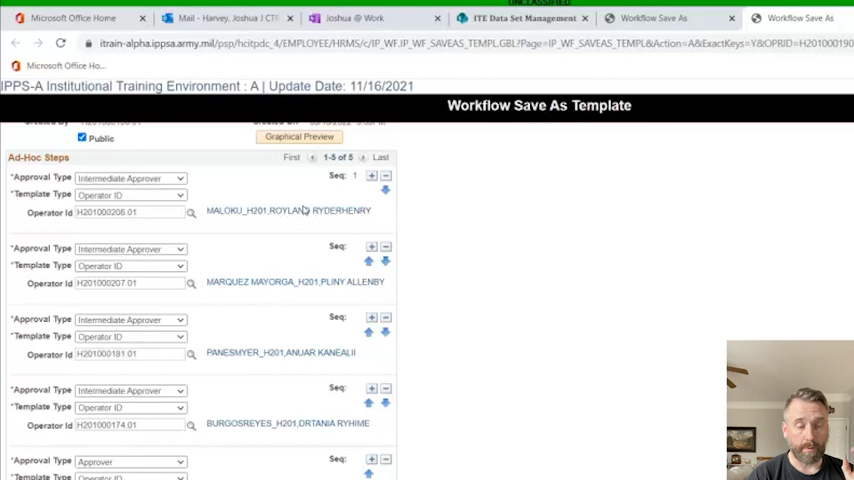 UNCLASSIFIED
Microsoft Office Home
Mail - Harvey, Joshua J CTR
Joshua @ Work
ITE Data Set Management
Workflow Save As
Workflow Save As
itrain-alpha.ippsa.army.mil/psp/hcitpdc_4/EMPLOYEE/HRMS/c/IP_WF.IP_WF_SAVEAS_TEMPL.GBL?Page=IP_WF_SAVEAS_TEMPL&Action=A&ExactKeys=Y&OPRID=H201000190
Microsoft Office Ho...
IPPS-A Institutional Training Environment : A | Update Date: 11/16/2021
Workflow Save As Template
Public
Graphical Preview
Ad-Hoc Steps First 1-5 of 5 Last
*Approval Type Intermediate Approver Seq: 1
*Template Type Operator ID
Operator Id H201000206.01 MALOKU_H201,ROYLAND RYDERHENRY
*Approval Type Intermediate Approver Seq:
*Template Type Operator ID
Operator Id H201000207.01 MARQUEZ MAYORGA_H201,PLINY ALLENBY
*Approval Type Intermediate Approver Seq:
*Template Type Operator ID
Operator Id H201000181.01 PANESMYER_H201,ANUAR KANEALII
*Approval Type Intermediate Approver Seq:
*Template Type Operator ID
Operator Id H201000174.01 BURGOSREYES_H201,DRTANIA RYHIME
*Approval Type Approver Seq:
*Template Type Operator ID